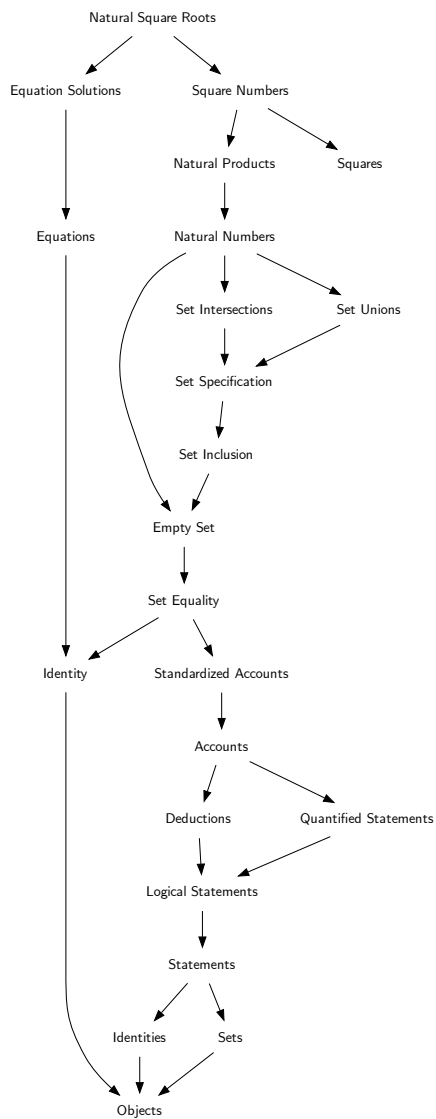 Natural Square Roots
Equation Solutions
Square Numbers
Natural Products
Squares
Equations
Natural Numbers
Set Intersections
Set Unions
Set Specification
Set Inclusion
Empty Set
Set Equality
Identity
Standardized Accounts
Accounts
Deductions
Quantified Statements
Logical Statements
Statements
Identities
Sets
Objects